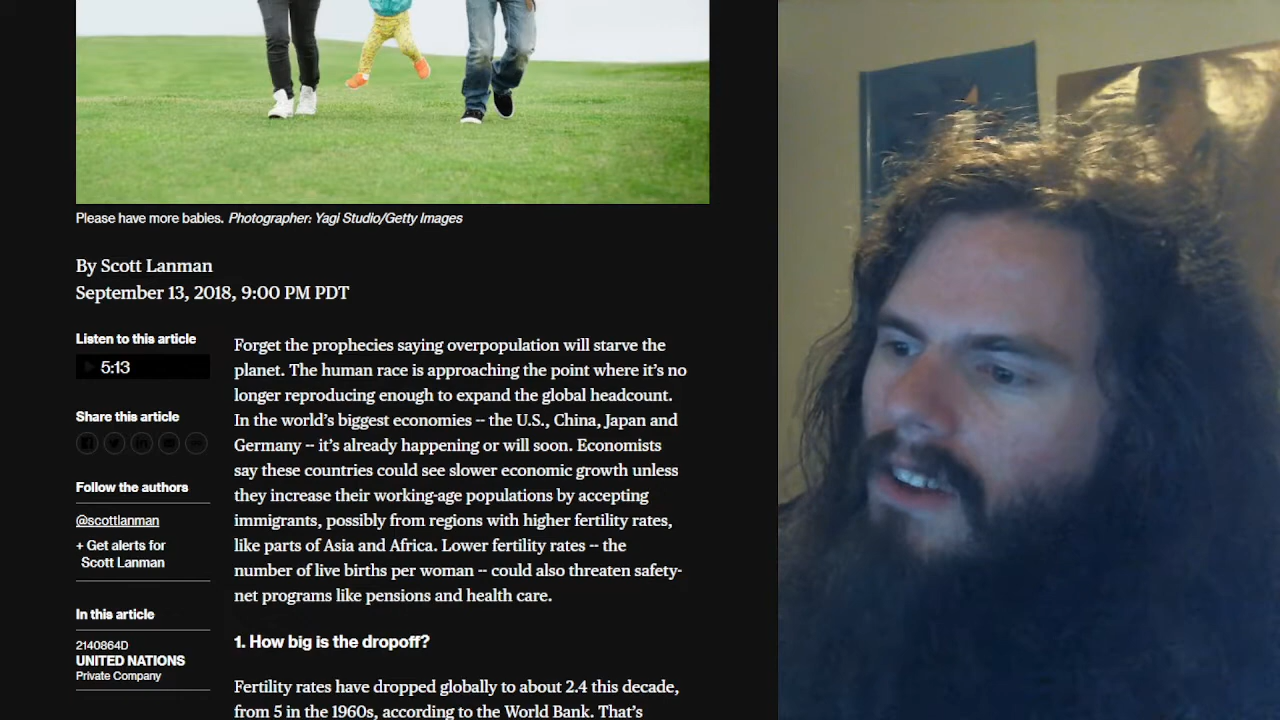 Please have more babies. Photographer: Yagi Studio/Getty Images
By Scott Lanman
September 13, 2018, 9:00 PM PDT
Listen to this article
5:13
Share this article
Follow the authors
@scottlanman
+ Get alerts for
Scott Lanman
In this article
2140864D
UNITED NATIONS
Private Company
Forget the prophecies saying overpopulation will starve the
planet. The human race is approaching the point where it's no
longer reproducing enough to expand the global headcount.
In the world's biggest economies -- the U.S., China, Japan and
Germany -- it's already happening or will soon. Economists
say these countries could see slower economic growth unless
they increase their working-age populations by accepting
immigrants, possibly from regions with higher fertility rates,
like parts of Asia and Africa. Lower fertility rates -- the
number of live births per woman -- could also threaten safety-
net programs like pensions and health care.
1. How big is the dropoff?
Fertility rates have dropped globally to about 2.4 this decade,
from 5 in the 1960s, according to the World Bank. That's